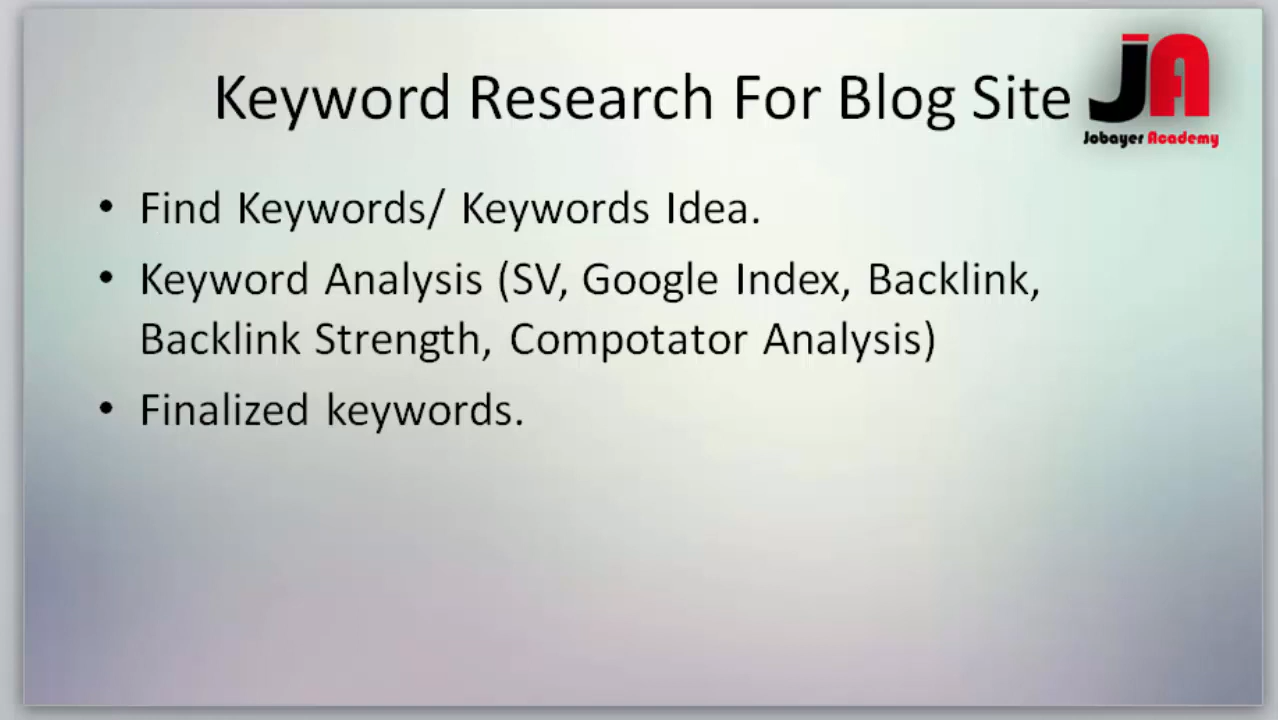 Keyword Research For Blog Site
JA
Jobayer Academy
• Find Keywords/ Keywords Idea.
• Keyword Analysis (SV, Google Index, Backlink,
Backlink Strength, Compotator Analysis)
• Finalized keywords.